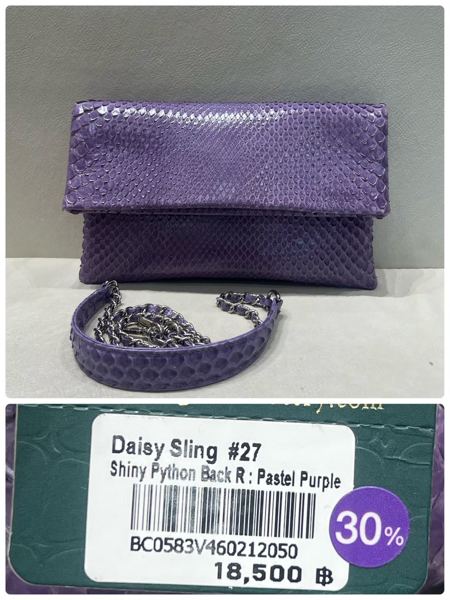 Daisy Sling #27
Shiny Python Back R : Pastel Purple
BC0583V460212050
18,500 ฿
30%